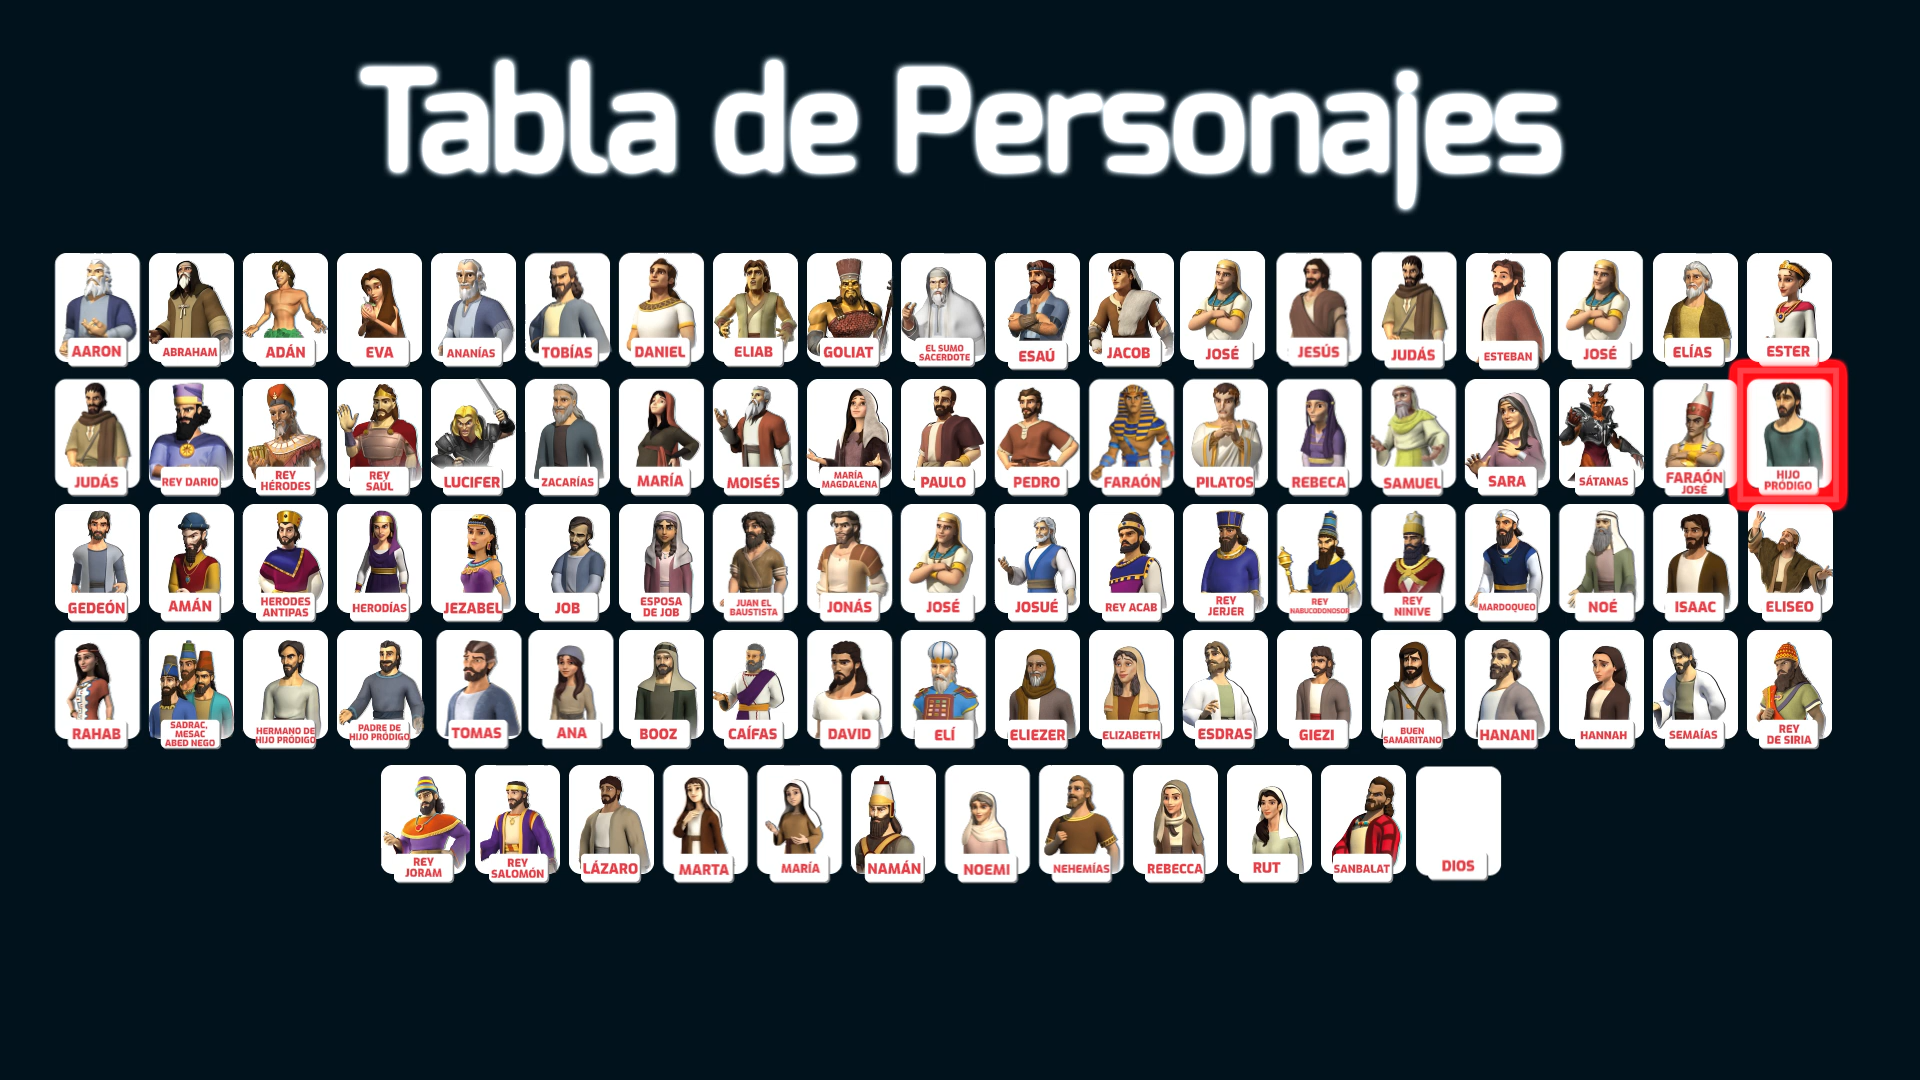 Tabla de Personajes
AARON
ABRAHAM
ADÁN
EVA
ANANÍAS
TOBÍAS
DANIEL
ELIAB
GOLIAT
EL SUMO
SACERDOTE
ESAÚ
JACOB
JOSÉ
JESÚS
JUDÁS
ESTEBAN
JOSÉ
ELÍAS
ESTER
JUDÁS
REY DARIO
REY
HERODES
REY
SAÚL
LUCIFER
ZACARÍAS
MARÍA
MOISÉS
MARÍA
MAGDALENA
PAULO
PEDRO
FARAÓN
PILATOS
REBECA
SAMUEL
SARA
SÁTANAS
FARAÓN
JOSÉ
HIJO
PRÓDIGO
GEDEÓN
AMÁN
HERODES
ANTIPAS
HERODÍAS
JEZABEL
JOB
ESPOSA
DE JOB
JUAN EL
BAUSTISTA
JONÁS
JOSÉ
JOSUÉ
REY ACAB
REY
JERJER
REY
NABUCODONOSOR
REY
NINIVE
MARDOQUEO
NOÉ
ISAAC
ELISEO
RAHAB
SADRAC,
MESAC
ABED NEGO
HERMANO DE
HIJO PRÓDIGO
PADRE DE
HIJO PRÓDIGO
TOMAS
ANA
BOOZ
CAÍFAS
DAVID
ELÍ
ELIEZER
ELIZABETH
ESDRAS
GIEZI
BUEN
SAMARITANO
HANANI
HANNAH
SEMAÍAS
REY
DE SIRIA
REY
JORAM
REY
SALOMÓN
LÁZARO
MARTA
MARÍA
NAMÁN
NOEMI
NEHEMÍAS
REBECCA
RUT
SANBALAT
DIOS